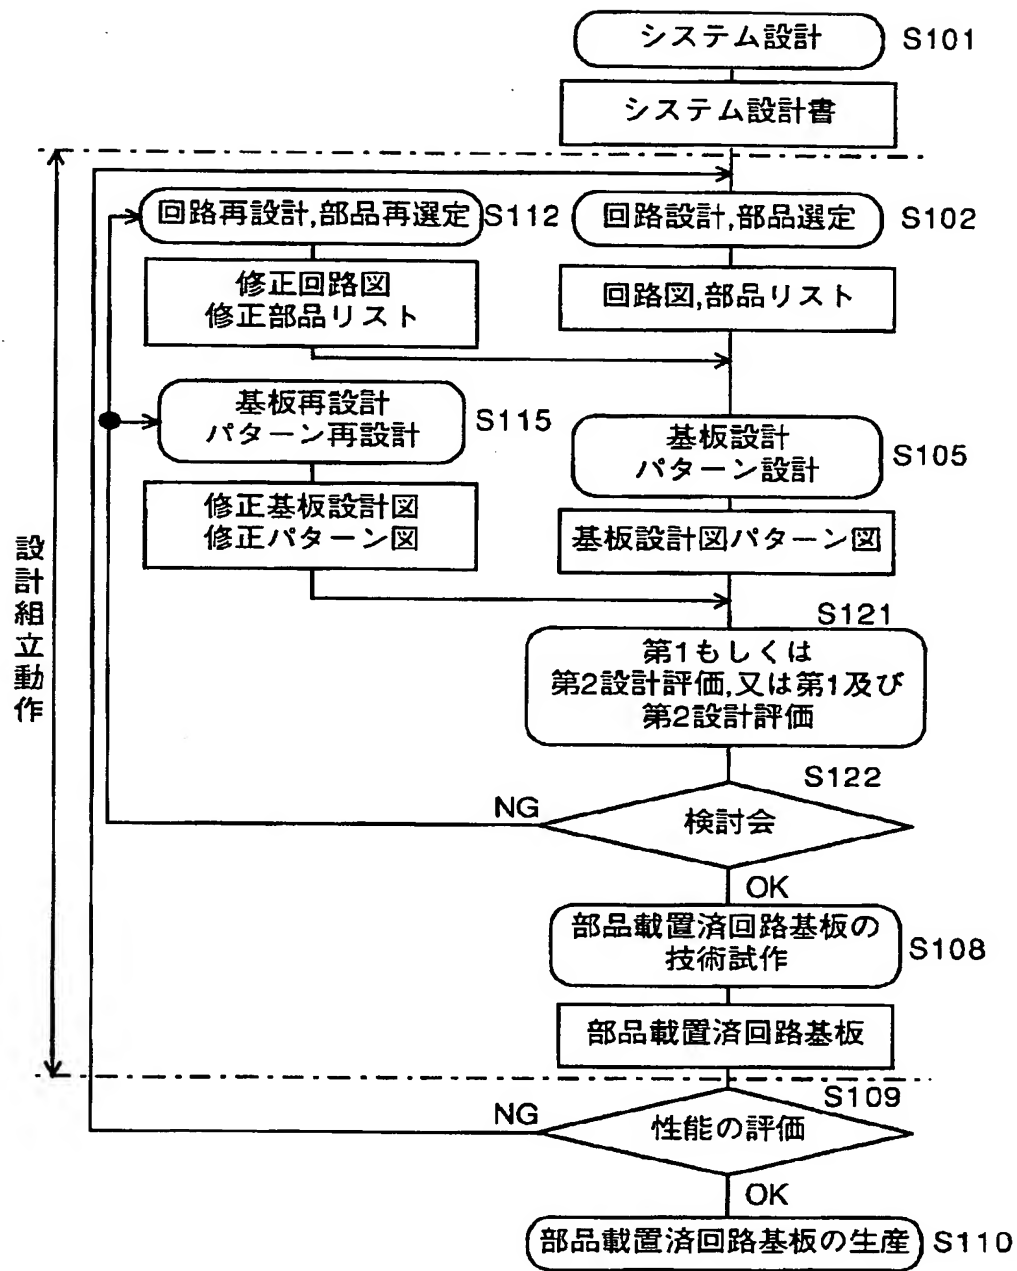 システム設計 S101
システム設計書
回路再設計,部品再選定 S112
回路設計,部品選定 S102
修正回路図
修正部品リスト
回路図,部品リスト
基板再設計
パターン再設計
S115
基板設計
パターン設計
S105
修正基板設計図
修正パターン図
基板設計図パターン図
設計組立動作
S121
第1もしくは
第2設計評価,又は第1及び
第2設計評価
S122
NG
検討会
OK
部品載置済回路基板の
技術試作
S108
部品載置済回路基板
S109
NG
性能の評価
OK
部品載置済回路基板の生産 S110